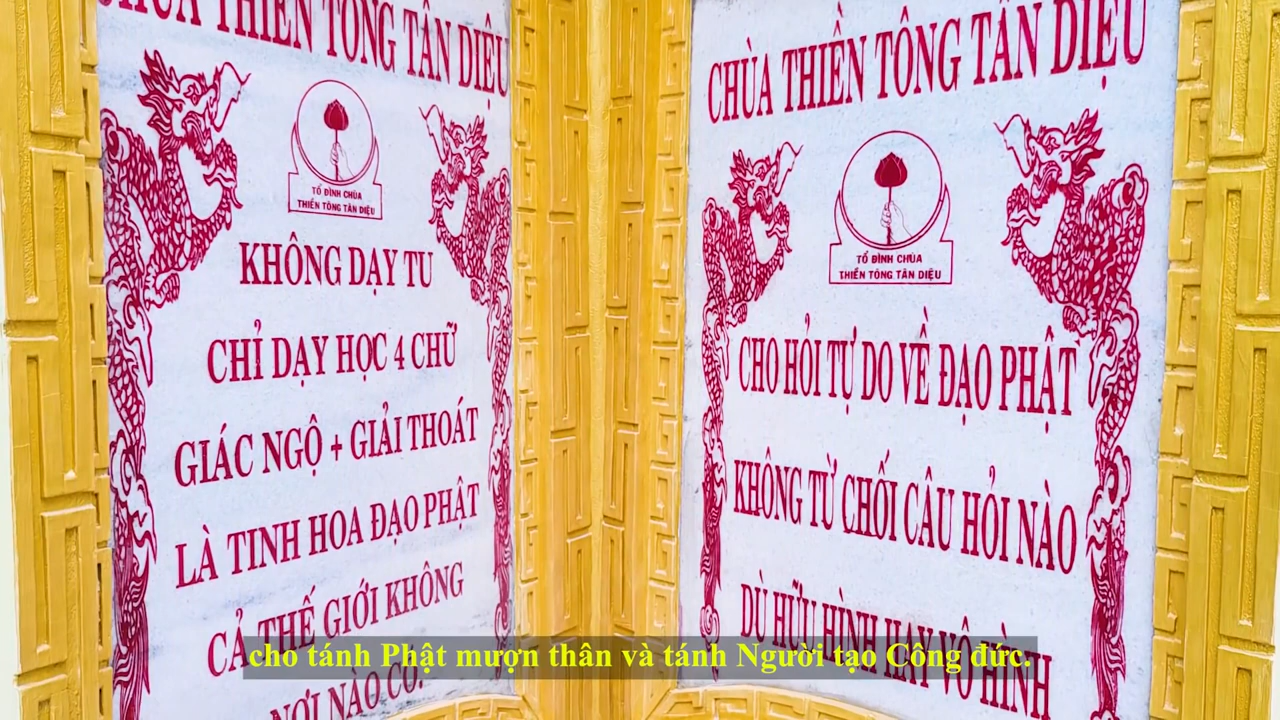 CHÙA THIỀN TÔNG TÂN DIỆU
TỔ ĐÌNH CHÙA
THIỀN TÔNG TÂN DIỆU
KHÔNG DẠY TU
CHỈ DẠY HỌC 4 CHỮ
GIÁC NGỘ + GIẢI THOÁT
LÀ TINH HOA ĐẠO PHẬT
CẢ THẾ GIỚI KHÔNG
NƠI NÀO CÓ!
CHÙA THIỀN TÔNG TÂN DIỆU
TỔ ĐÌNH CHÙA
THIỀN TÔNG TÂN DIỆU
CHO HỎI TỰ DO VỀ ĐẠO PHẬT
KHÔNG TỪ CHỐI CÂU HỎI NÀO
DÙ HỮU HÌNH HAY VÔ HÌNH
cho tánh Phật mượn thân và tánh Người tạo Công đức.